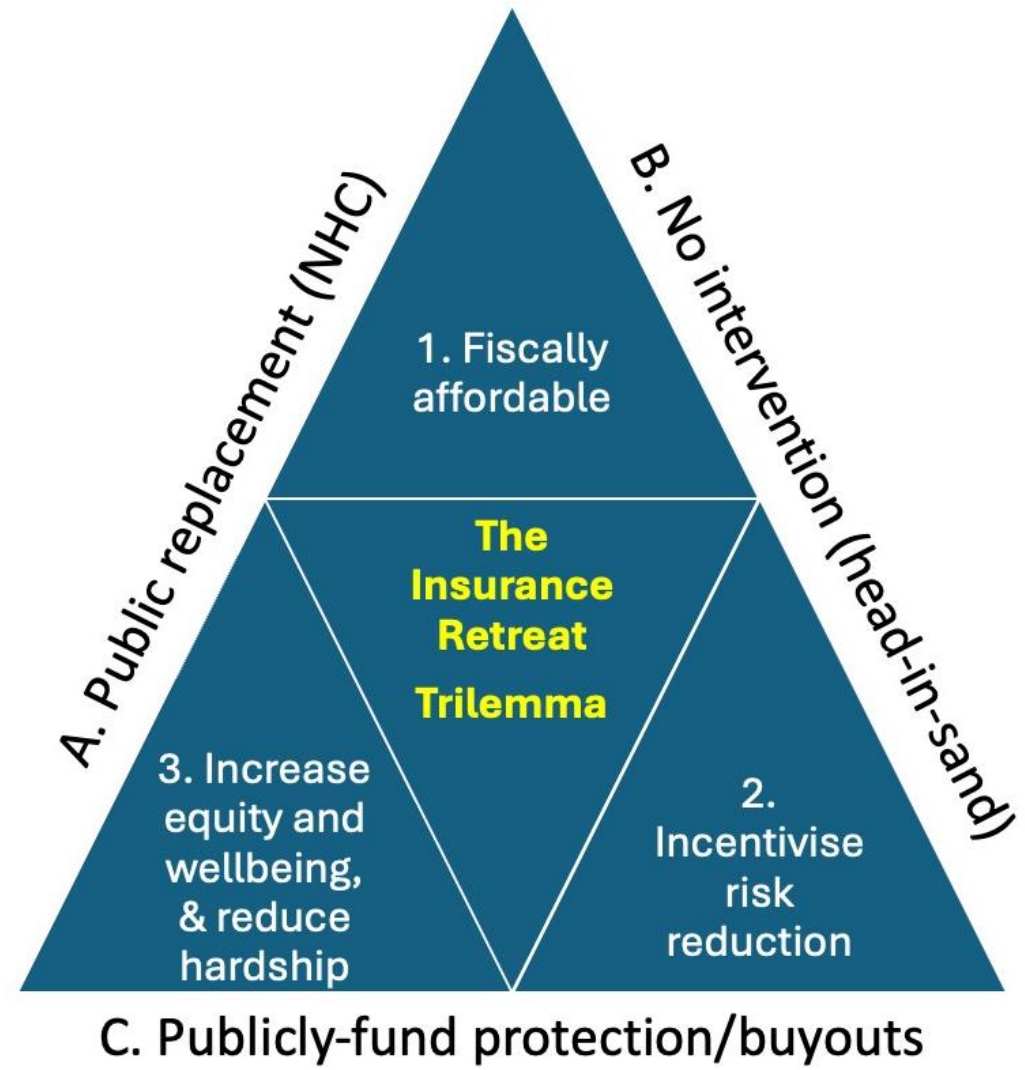 A. Public replacement (NHC)
B. No intervention (head-in-sand)
1. Fiscally
affordable
The
Insurance
Retreat
Trilemma
3. Increase
equity and
wellbeing,
& reduce
hardship
2.
Incentivise
risk
reduction
C. Publicly-fund protection/buyouts